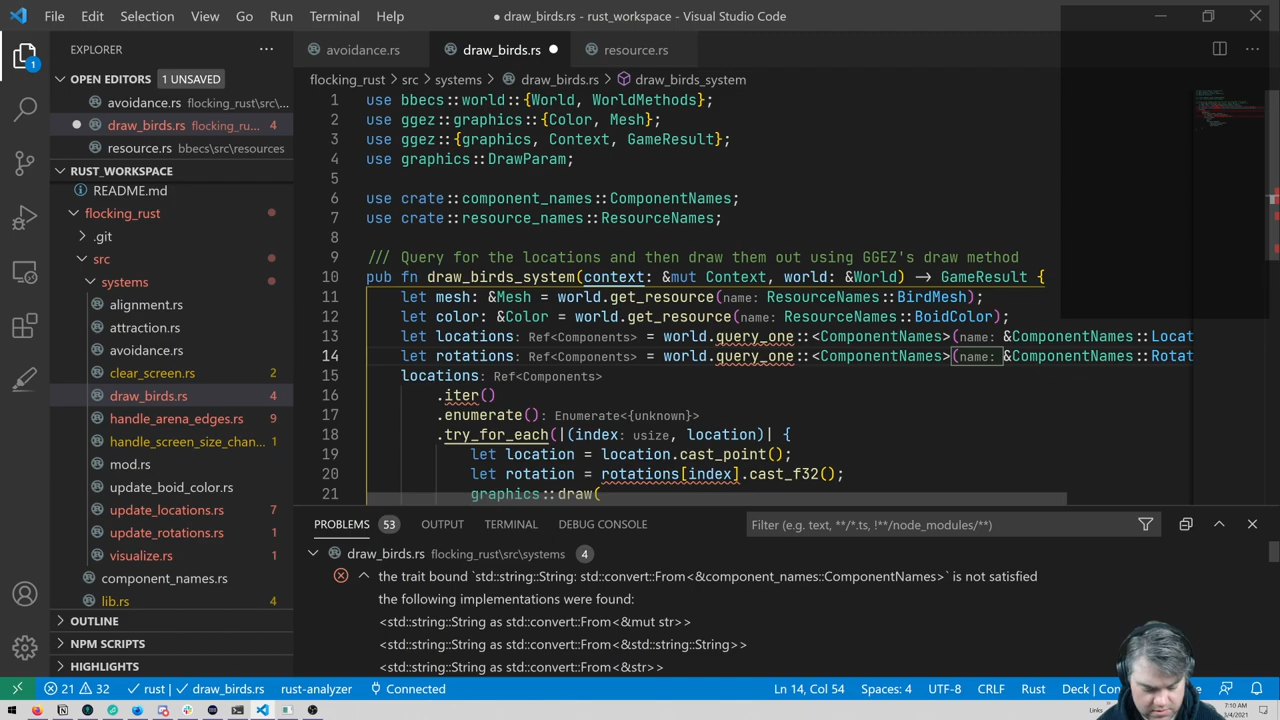 File Edit Selection View Go Run Terminal Help
● draw_birds.rs - rust_workspace - Visual Studio Code
EXPLORER
OPEN EDITORS 1 UNSAVED
avoidance.rs flocking_rust\src\...
draw_birds.rs flocking_ru... 4
resource.rs bbecs\src\resources
RUST_WORKSPACE
README.md
flocking_rust
.git
src
systems
alignment.rs
attraction.rs
avoidance.rs
clear_screen.rs 2
draw_birds.rs 4
handle_arena_edges.rs 9
handle_screen_size_chan... 1
mod.rs
update_boid_color.rs
update_locations.rs 7
update_rotations.rs 1
visualize.rs 1
component_names.rs
lib.rs 4
OUTLINE
NPM SCRIPTS
HIGHLIGHTS
avoidance.rs draw_birds.rs resource.rs
flocking_rust > src > systems > draw_birds.rs > draw_birds_system
1 use bbecs::world::{World, WorldMethods};
2 use ggez::graphics::{Color, Mesh};
3 use ggez::{graphics, Context, GameResult};
4 use graphics::DrawParam;
5
6 use crate::component_names::ComponentNames;
7 use crate::resource_names::ResourceNames;
8
9 /// Query for the locations and then draw them out using GGEZ's draw method
10 pub fn draw_birds_system(context: &mut Context, world: &World) -> GameResult {
11 let mesh: &Mesh = world.get_resource(name: ResourceNames::BirdMesh);
12 let color: &Color = world.get_resource(name: ResourceNames::BoidColor);
13 let locations: Ref<Components> = world.query_one::<ComponentNames>(name: &ComponentNames::Locat
14 let rotations: Ref<Components> = world.query_one::<ComponentNames>(name: &ComponentNames::Rotat
15 locations: Ref<Components>
16 .iter()
17 .enumerate(): Enumerate<{unknown}>
18 .try_for_each(|(index: usize, location)| {
19 let location = location.cast_point();
20 let rotation = rotations[index].cast_f32();
21 graphics::draw(
PROBLEMS 53 OUTPUT TERMINAL DEBUG CONSOLE
Filter (e.g. text, **/*.ts, !**/node_modules/**)
draw_birds.rs flocking_rust\src\systems 4
the trait bound `std::string::String: std::convert::From<&component_names::ComponentNames>` is not satisfied
the following implementations were found:
<std::string::String as std::convert::From<&mut str>>
<std::string::String as std::convert::From<&std::string::String>>
<std::string::String as std::convert::From<&str>>
21 32 rust | draw_birds.rs rust-analyzer Connected
Ln 14, Col 54 Spaces: 4 UTF-8 CRLF Rust Deck | Con
Links
7:10 AM